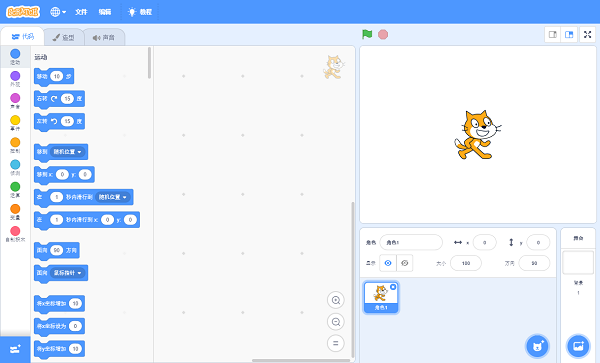 文件 编辑 教程
代码 造型 声音
运动
运动
外观
声音
事件
控制
侦测
运算
变量
自制积木
移动 10 步
右转 15 度
左转 15 度
移到 随机位置
移到 x: 0 y: 0
在 1 秒内滑行到 随机位置
在 1 秒内滑行到 x: 0 y: 0
面向 90 方向
面向 鼠标指针
将x坐标增加 10
将x坐标设为 0
将y坐标增加 10
角色 角色1 x 0 y 0
显示 大小 100 方向 90
角色1
舞台
背景
1